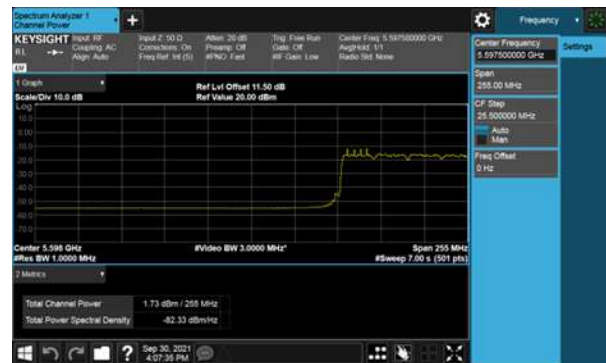 Spectrum Analyzer 1
Channel Power
Frequency
KEYSIGHT
RL
Input: RF
Coupling: AC
Align: Auto
Input Z: 50 Ω
Corrections: On
Freq Ref: Int (S)
Atten: 20 dB
Preamp: Off
#PNO: Fast
Trig: Free Run
Gate: Off
#IF Gain: Low
Center Freq: 5.597500000 GHz
Avg|Hold: 1/1
Radio Std: None
Center Frequency
5.597500000 GHz
Settings
Span
255.00 MHz
CF Step
25.500000 MHz
Auto
Man
Freq Offset
0 Hz
1 Graph
Scale/Div 10.0 dB
Ref Lvl Offset 11.50 dB
Ref Value 20.00 dBm
Log
10.0
0.00
-10.0
-20.0
-30.0
-40.0
-50.0
-60.0
-70.0
Center 5.598 GHz
#Res BW 1.0000 MHz
#Video BW 3.0000 MHz*
Span 255 MHz
#Sweep 7.00 s (501 pts)
2 Metrics
Total Channel Power 1.73 dBm / 255 MHz
Total Power Spectral Density -82.33 dBm/Hz
?
Sep 30, 2021
4:07:35 PM